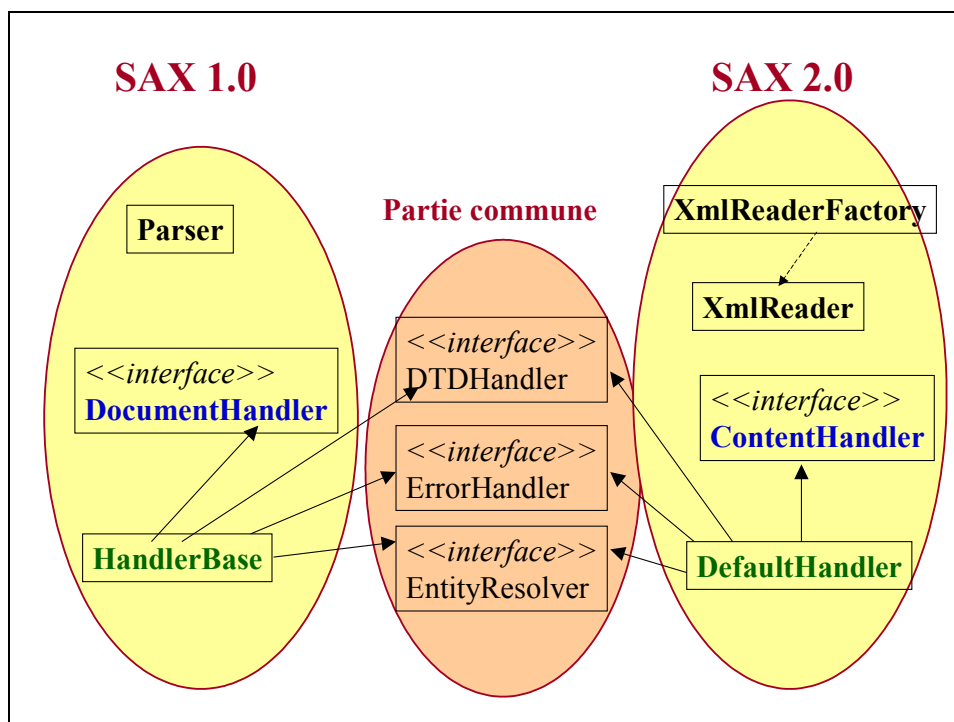 SAX 1.0
Parser
<<interface>>
DocumentHandler
HandlerBase
Partie commune
<<interface>>
DTDHandler
<<interface>>
ErrorHandler
<<interface>>
EntityResolver
SAX 2.0
XmlReaderFactory
XmlReader
<<interface>>
ContentHandler
DefaultHandler